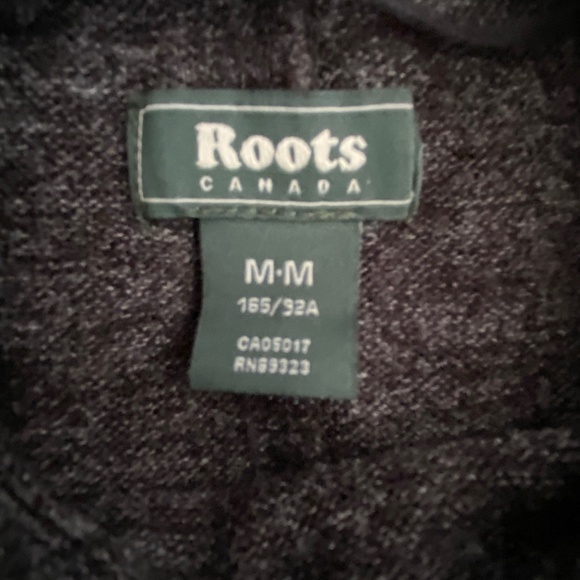 Roots
CANADA
M·M
165/92A
CA05017
RN69323